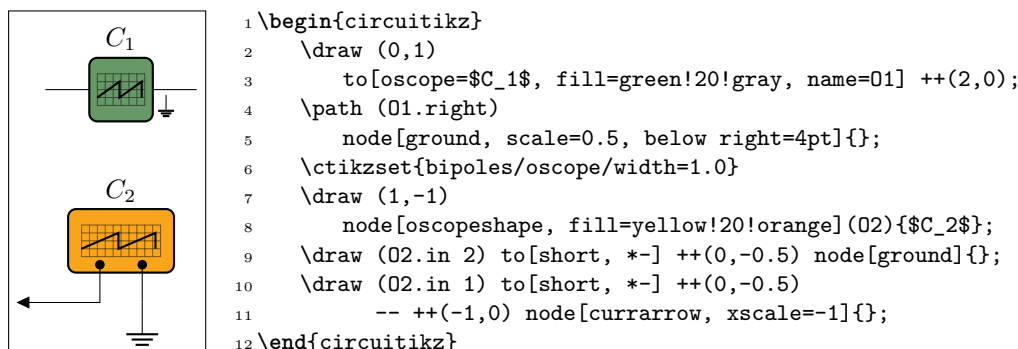 C_1
C_2
1 \begin{circuitikz}
2 \draw (0,1)
3 to[oscope=$C_1$, fill=green!20!gray, name=O1] ++(2,0);
4 \path (O1.right)
5 node[ground, scale=0.5, below right=4pt]{};
6 \ctikzset{bipoles/oscope/width=1.0}
7 \draw (1,-1)
8 node[oscopeshape, fill=yellow!20!orange](O2){$C_2$};
9 \draw (O2.in 2) to[short, *-] ++(0,-0.5) node[ground]{};
10 \draw (O2.in 1) to[short, *-] ++(0,-0.5)
11 -- ++(-1,0) node[currarrow, xscale=-1]{};
12 \end{circuitikz}